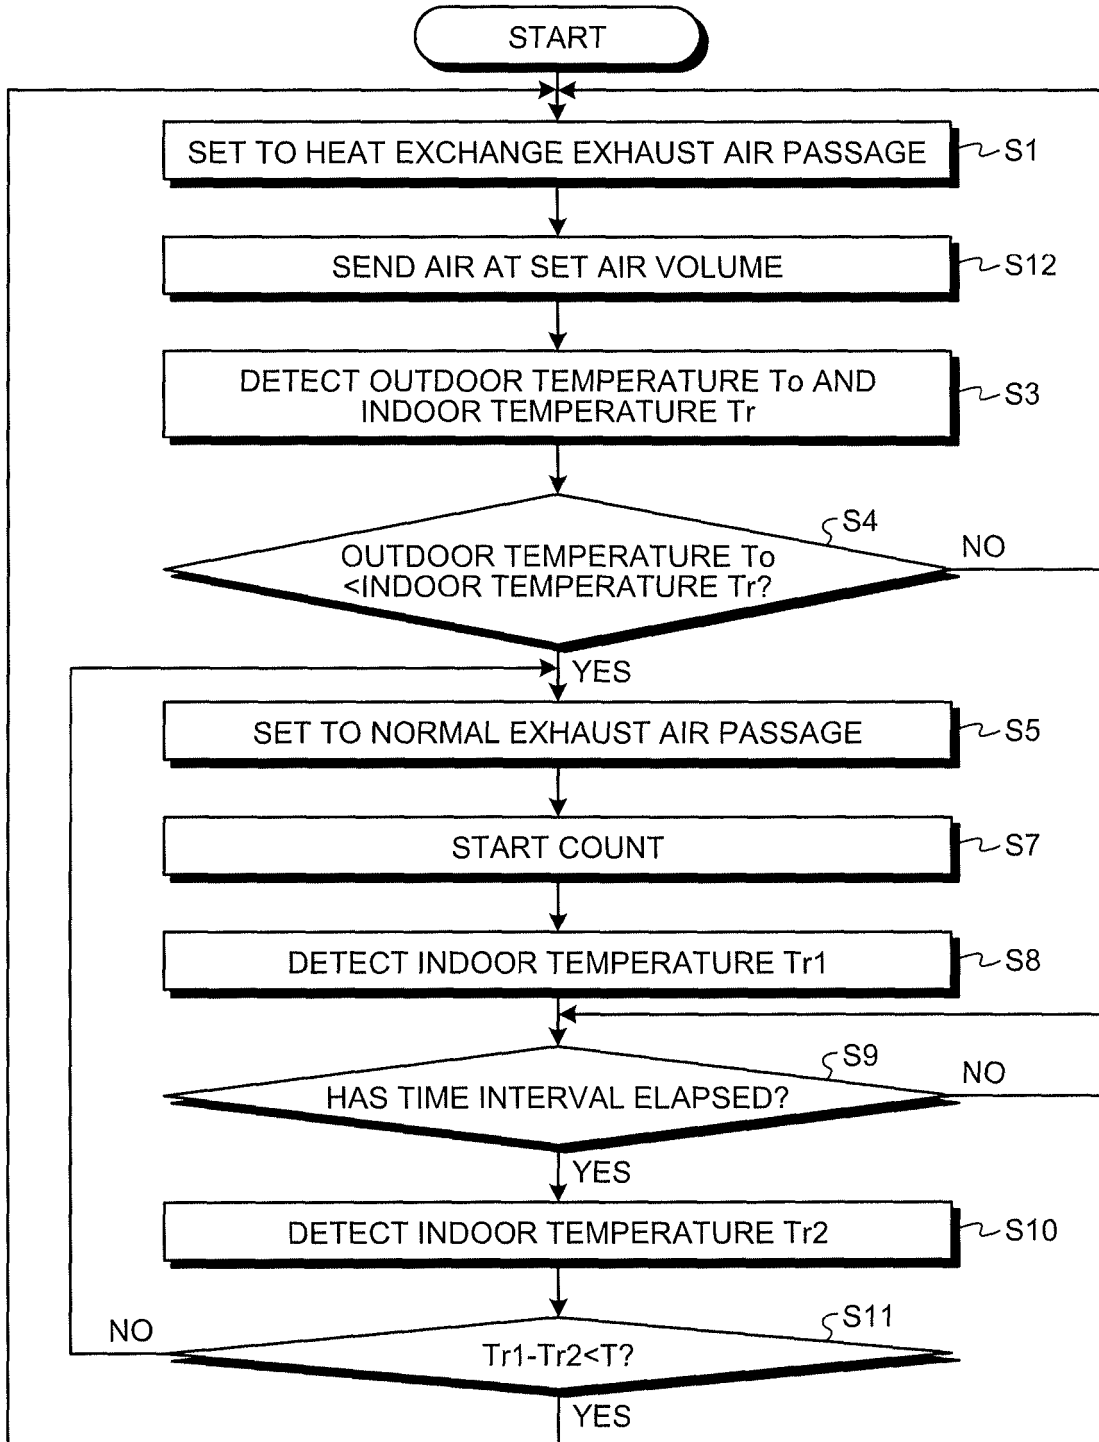 START
SET TO HEAT EXCHANGE EXHAUST AIR PASSAGE
S1
SEND AIR AT SET AIR VOLUME
S12
DETECT OUTDOOR TEMPERATURE To AND
INDOOR TEMPERATURE Tr
S3
S4
OUTDOOR TEMPERATURE To
<INDOOR TEMPERATURE Tr?
NO
YES
SET TO NORMAL EXHAUST AIR PASSAGE
S5
START COUNT
S7
DETECT INDOOR TEMPERATURE Tr1
S8
S9
HAS TIME INTERVAL ELAPSED?
NO
YES
DETECT INDOOR TEMPERATURE Tr2
S10
S11
NO
Tr1-Tr2<T?
YES